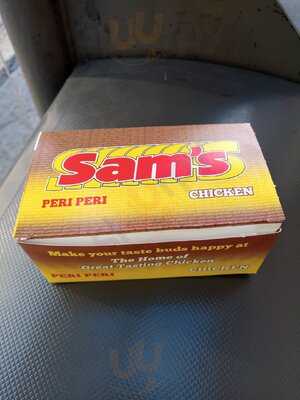 Sam's
PERI PERI
CHICKEN
Make your taste buds happy at
The Home of
Great Tasting Chicken
PERI PERI
CHICKEN